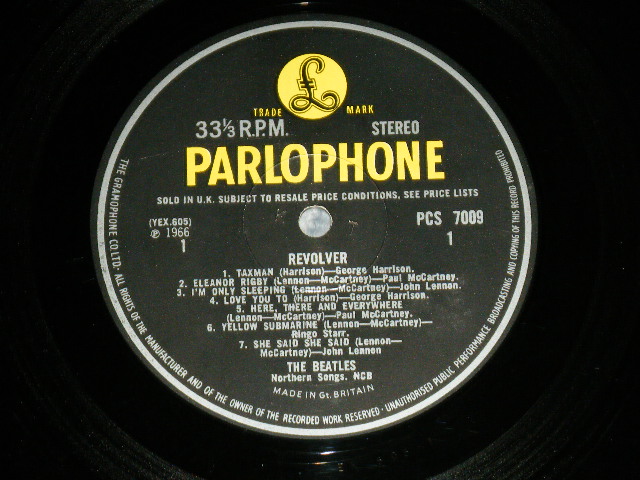 £
TRADE MARK
33⅓ R.P.M. STEREO
PARLOPHONE
SOLD IN U.K. SUBJECT TO RESALE PRICE CONDITIONS, SEE PRICE LISTS
(YEX.605) PCS 7009
℗ 1966
1 1
REVOLVER
1. TAXMAN (Harrison)—George Harrison.
2. ELEANOR RIGBY (Lennon—McCartney)—Paul McCartney.
3. I'M ONLY SLEEPING (Lennon—McCartney)—John Lennon.
4. LOVE YOU TO (Harrison)—George Harrison.
5. HERE, THERE AND EVERYWHERE
(Lennon—McCartney)—Paul McCartney.
6. YELLOW SUBMARINE (Lennon—McCartney)—
Ringo Starr.
7. SHE SAID SHE SAID (Lennon—
McCartney)—John Lennon
THE BEATLES
Northern Songs. NCB
MADE IN Gt. BRITAIN
THE GRAMOPHONE CO LTD· ALL RIGHTS OF THE MANUFACTURER AND OF THE OWNER OF THE RECORDED WORK RESERVED· UNAUTHORISED PUBLIC PERFORMANCE BROADCASTING AND COPYING OF THIS RECORD PROHIBITED